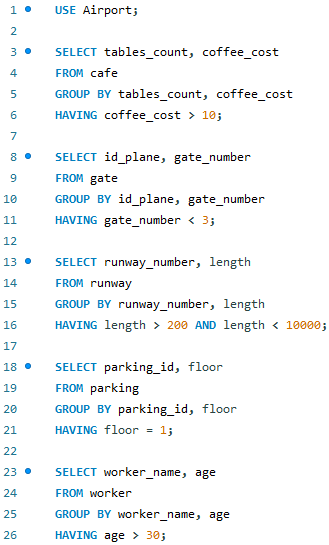 1 USE Airport;
2
3 SELECT tables_count, coffee_cost
4 FROM cafe
5 GROUP BY tables_count, coffee_cost
6 HAVING coffee_cost > 10;
7
8 SELECT id_plane, gate_number
9 FROM gate
10 GROUP BY id_plane, gate_number
11 HAVING gate_number < 3;
12
13 SELECT runway_number, length
14 FROM runway
15 GROUP BY runway_number, length
16 HAVING length > 200 AND length < 10000;
17
18 SELECT parking_id, floor
19 FROM parking
20 GROUP BY parking_id, floor
21 HAVING floor = 1;
22
23 SELECT worker_name, age
24 FROM worker
25 GROUP BY worker_name, age
26 HAVING age > 30;